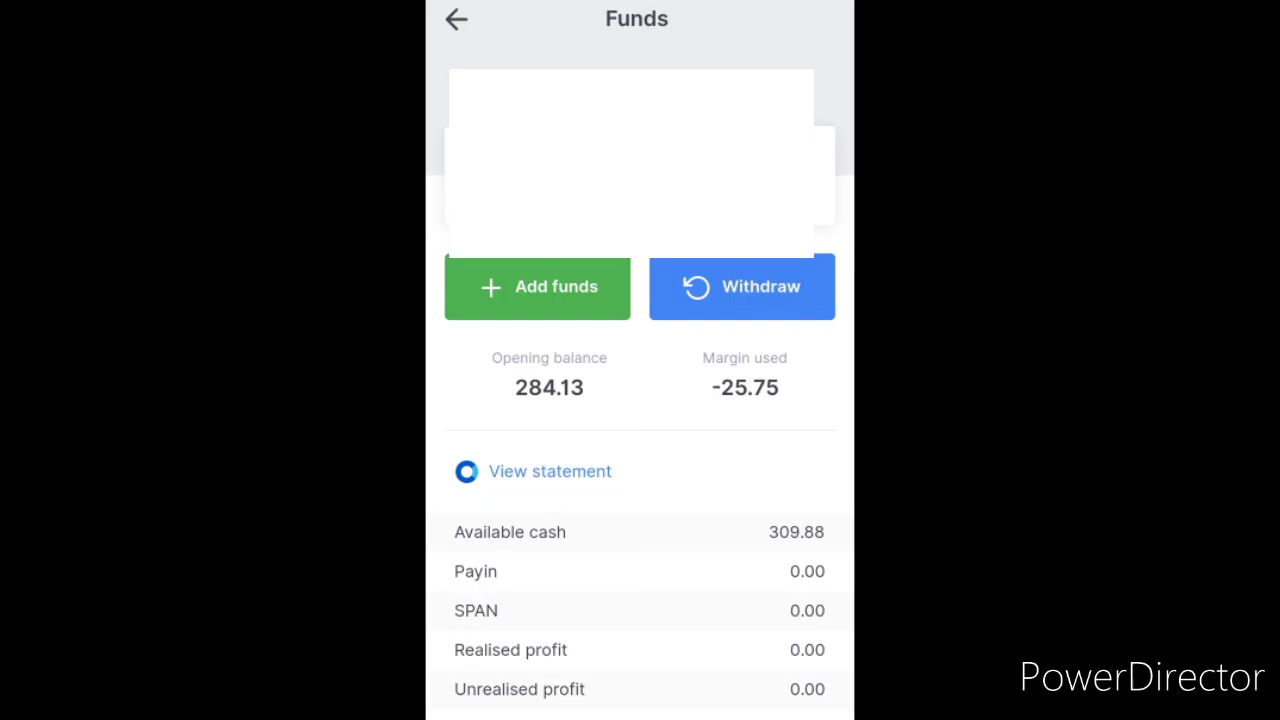 Funds
Add funds
Withdraw
Opening balance
Margin used
284.13
-25.75
View statement
Available cash 309.88
Payin 0.00
SPAN 0.00
Realised profit 0.00
Unrealised profit 0.00
PowerDirector